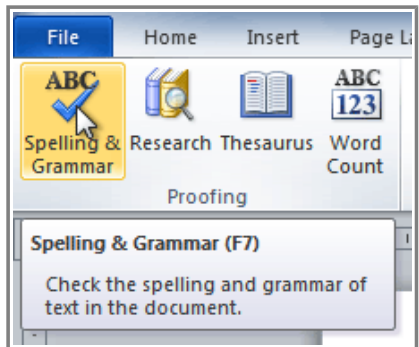 File Home Insert Page La
ABC ABC
123
Spelling & Research Thesaurus Word
Grammar Count
Proofing
Spelling & Grammar (F7)
Check the spelling and grammar of
text in the document.